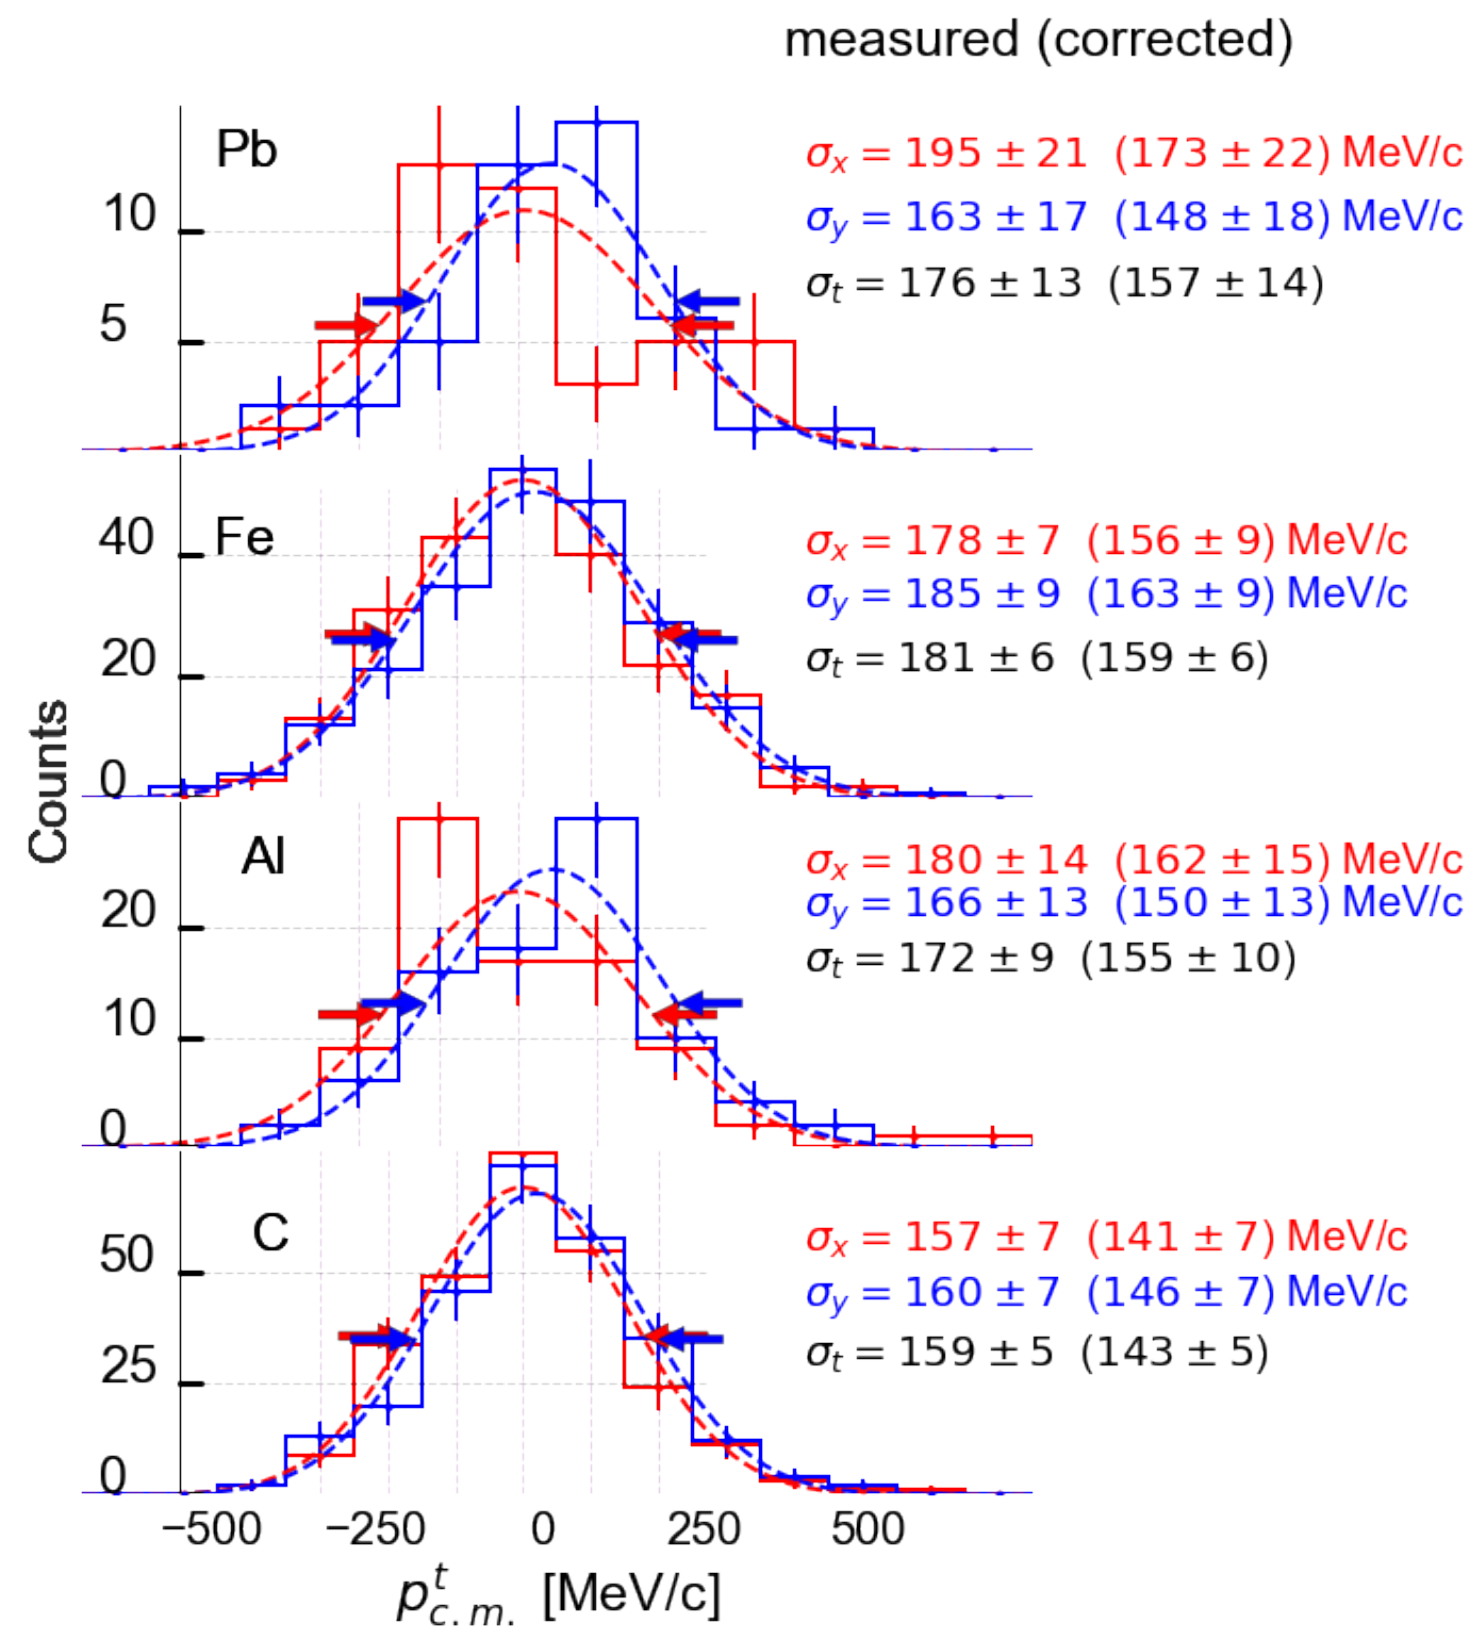 measured (corrected)
Pb
σx = 195 ± 21 (173 ± 22) MeV/c
σy = 163 ± 17 (148 ± 18) MeV/c
σt = 176 ± 13 (157 ± 14)
10
5
Fe
σx = 178 ± 7 (156 ± 9) MeV/c
σy = 185 ± 9 (163 ± 9) MeV/c
σt = 181 ± 6 (159 ± 6)
40
20
0
Counts
Al
σx = 180 ± 14 (162 ± 15) MeV/c
σy = 166 ± 13 (150 ± 13) MeV/c
σt = 172 ± 9 (155 ± 10)
20
10
0
C
σx = 157 ± 7 (141 ± 7) MeV/c
σy = 160 ± 7 (146 ± 7) MeV/c
σt = 159 ± 5 (143 ± 5)
50
25
0
−500 −250 0 250 500
p^t_{c.m.} [MeV/c]